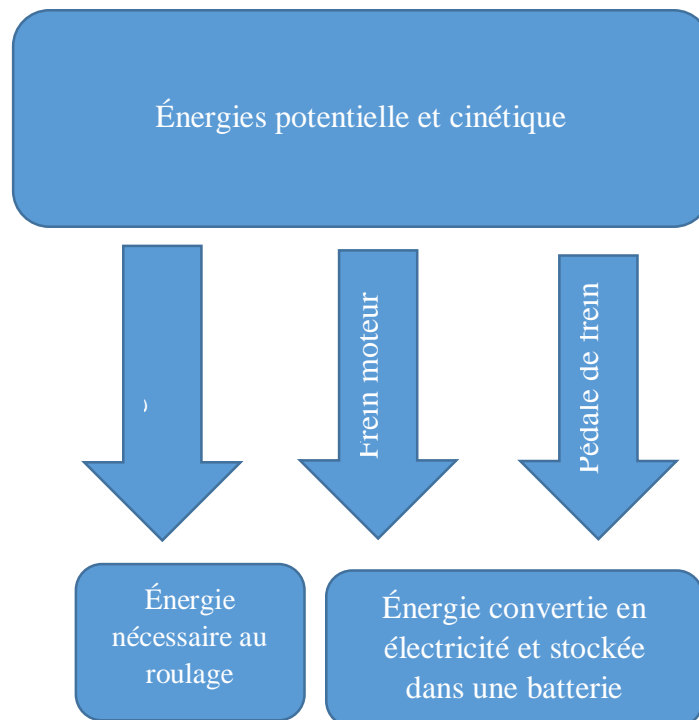 Énergies potentielle et cinétique
Frein moteur
Pédale de frein
Énergie
nécessaire au
roulage
Énergie convertie en
électricité et stockée
dans une batterie